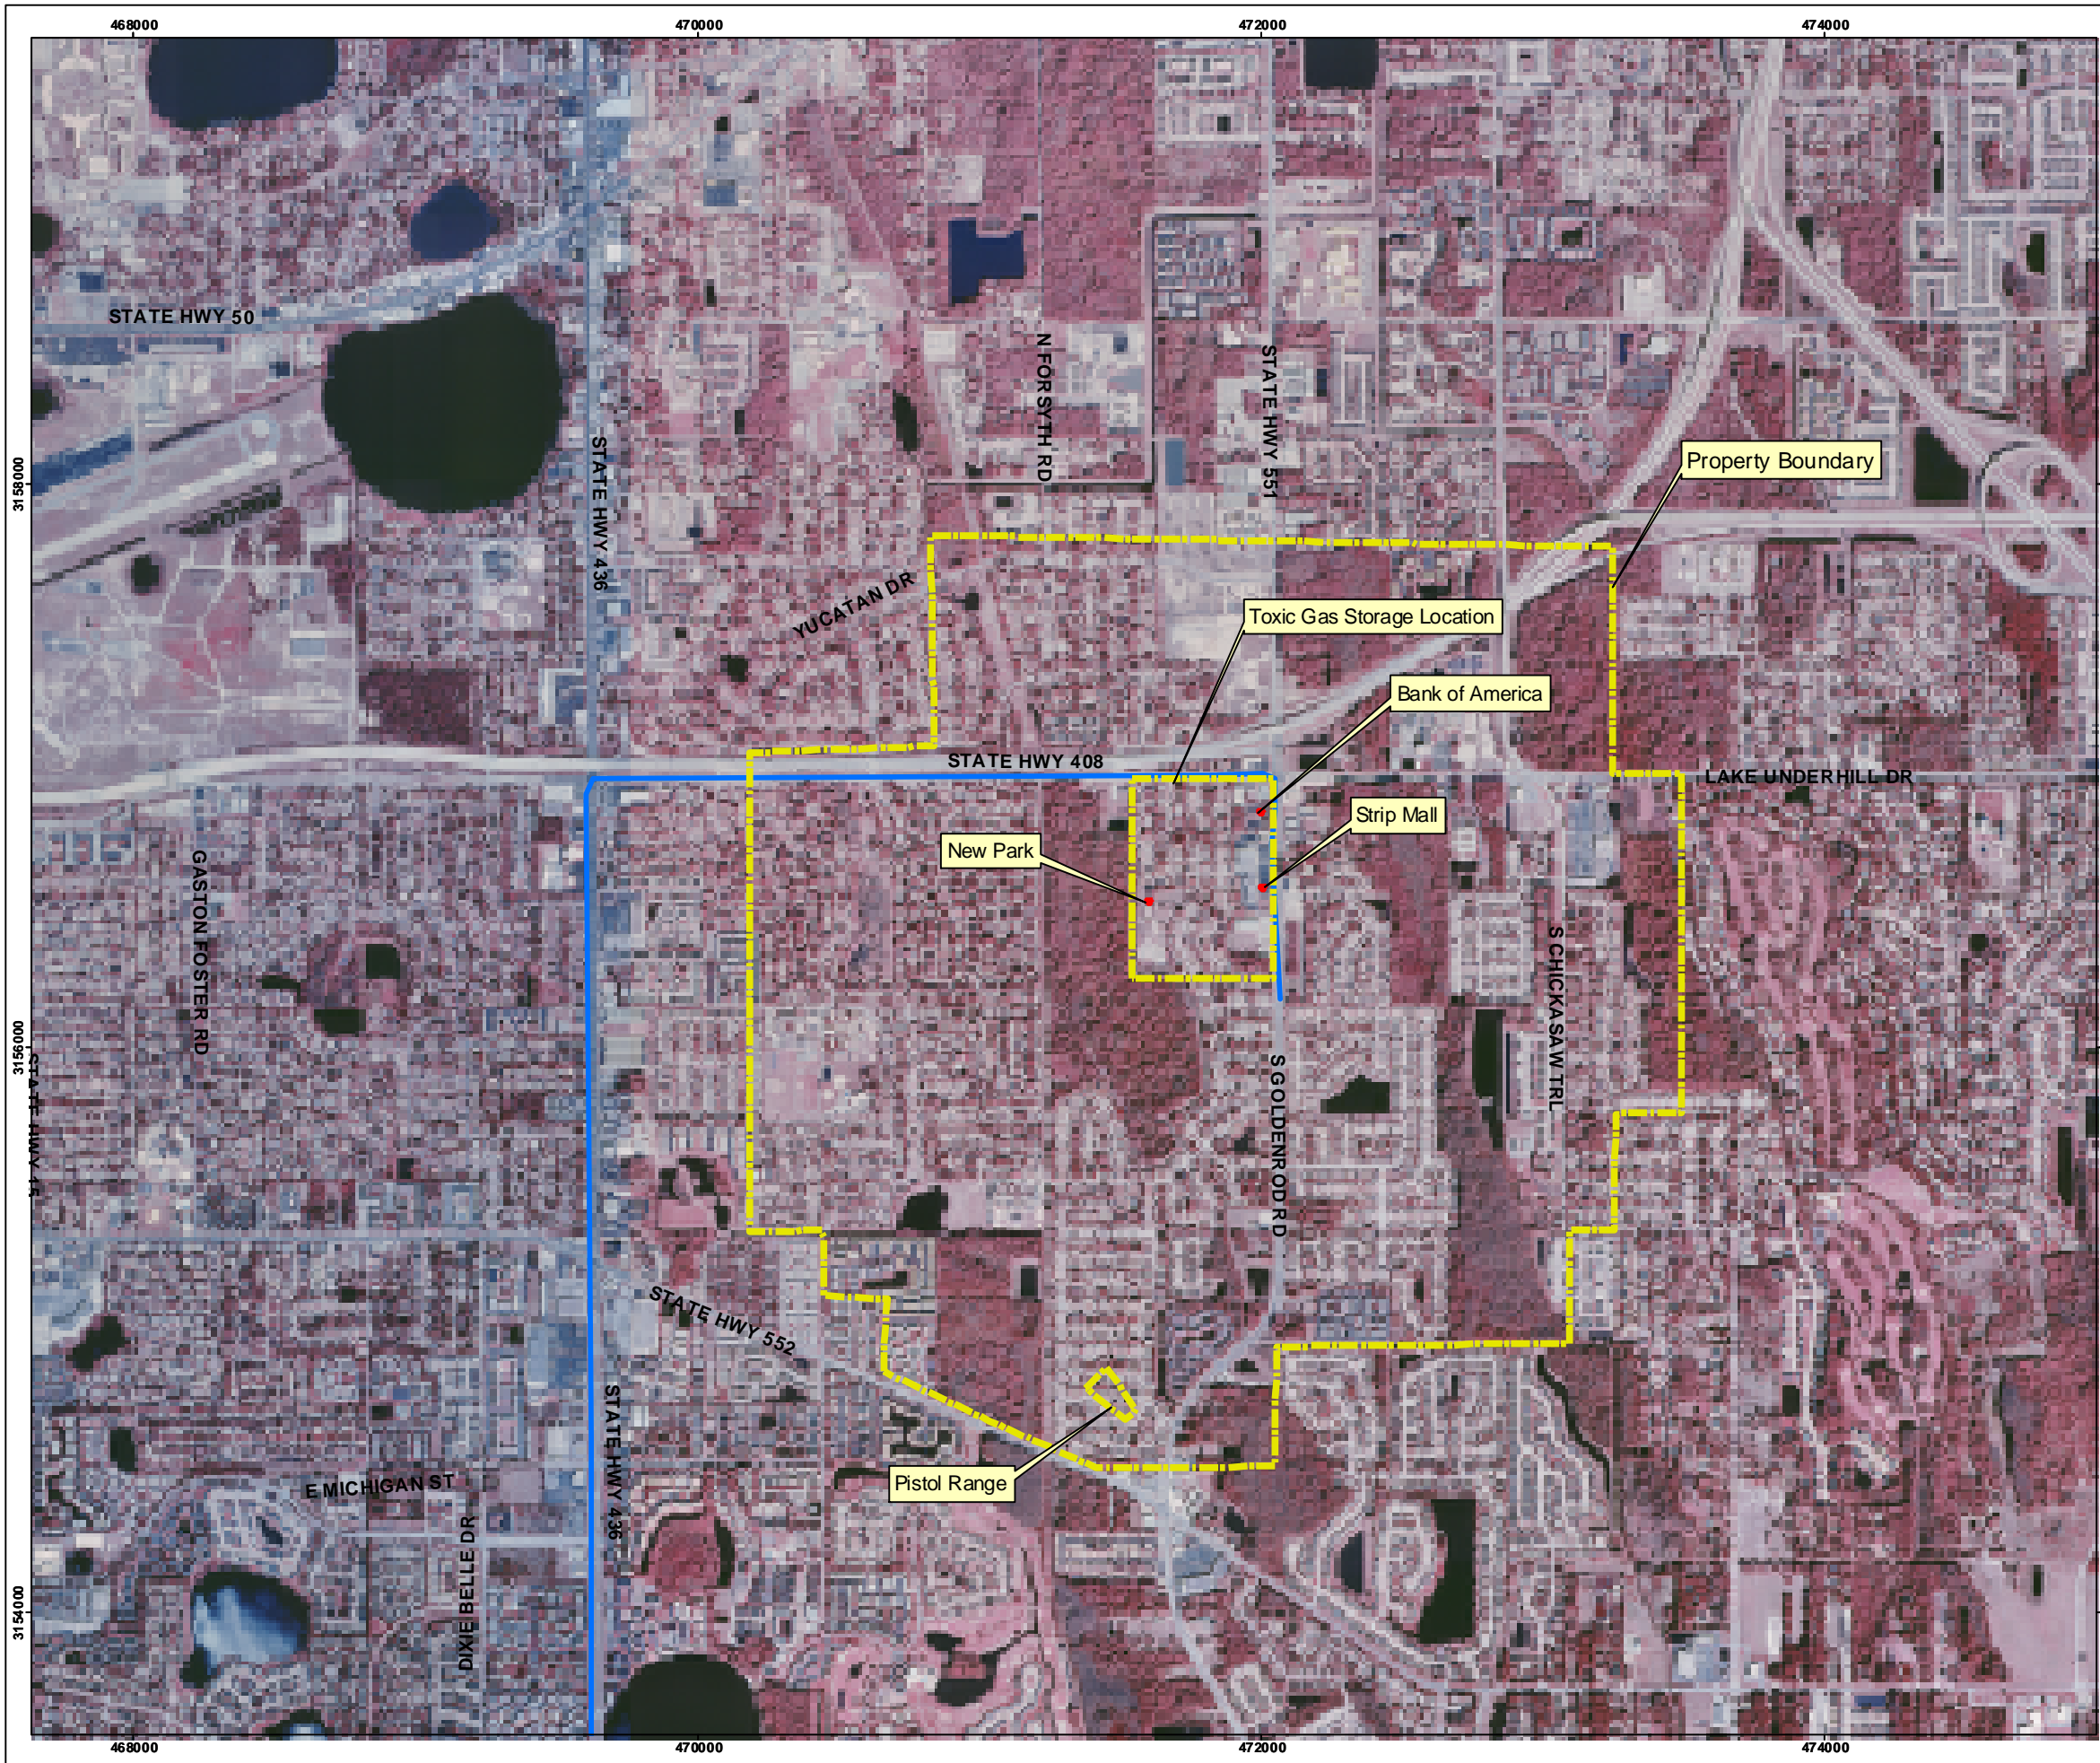 468000 470000 472000 474000
STATE HWY 50
N FORSYTH RD
STATE HWY 551
STATE HWY 436
Property Boundary
3158000
YUCATAN DR
Toxic Gas Storage Location
Bank of America
STATE HWY 408
LAKE UNDERHILL DR
Strip Mall
New Park
GASTON FOSTER RD
S CHICKASAW TRL
3156000
STATE HWY 15
S GOLDENROD RD
STATE HWY 552
STATE HWY 436
Pistol Range
E MICHIGAN ST
DIXIE BELLE DR
3154000
468000 470000 472000 474000